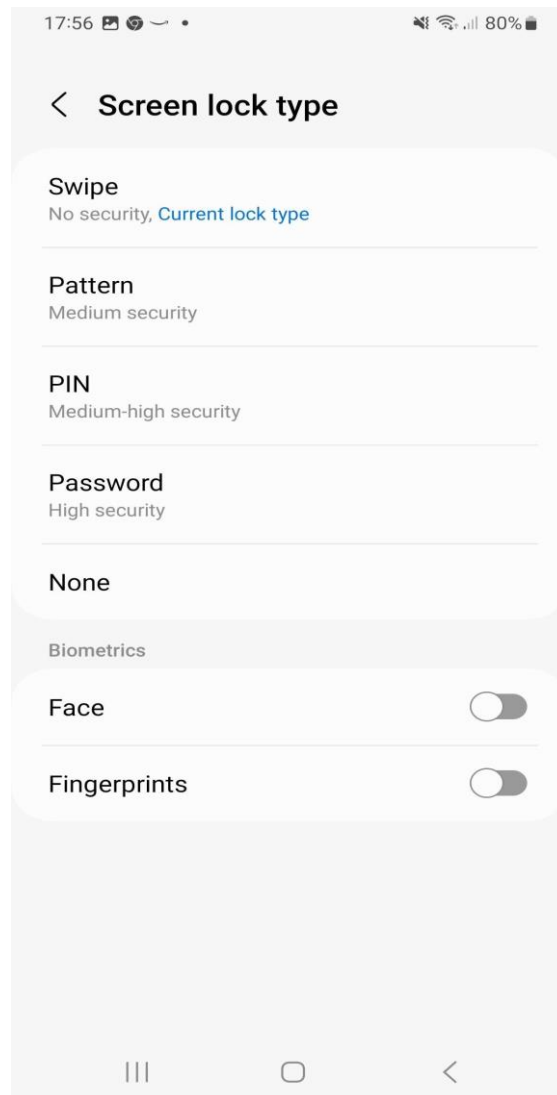 17:56 80%
Screen lock type
Swipe
No security, Current lock type
Pattern
Medium security
PIN
Medium-high security
Password
High security
None
Biometrics
Face
Fingerprints